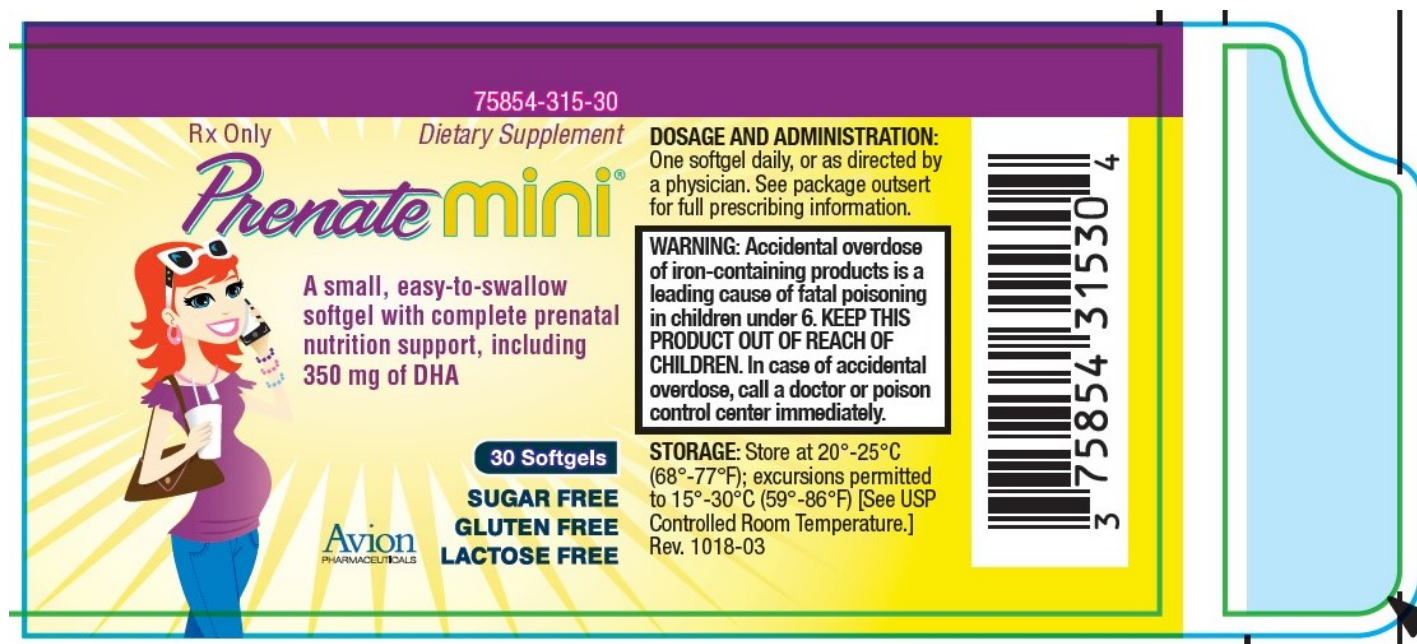 75854-315-30
Rx Only
Dietary Supplement
Prenate mini®
A small, easy-to-swallow
softgel with complete prenatal
nutrition support, including
350 mg of DHA
30 Softgels
SUGAR FREE
GLUTEN FREE
LACTOSE FREE
Avion
PHARMACEUTICALS
DOSAGE AND ADMINISTRATION:
One softgel daily, or as directed by
a physician. See package outsert
for full prescribing information.
WARNING: Accidental overdose
of iron-containing products is a
leading cause of fatal poisoning
in children under 6. KEEP THIS
PRODUCT OUT OF REACH OF
CHILDREN. In case of accidental
overdose, call a doctor or poison
control center immediately.
STORAGE: Store at 20°-25°C
(68°-77°F); excursions permitted
to 15°-30°C (59°-86°F) [See USP
Controlled Room Temperature.]
Rev. 1018-03
3 75854 31530 4